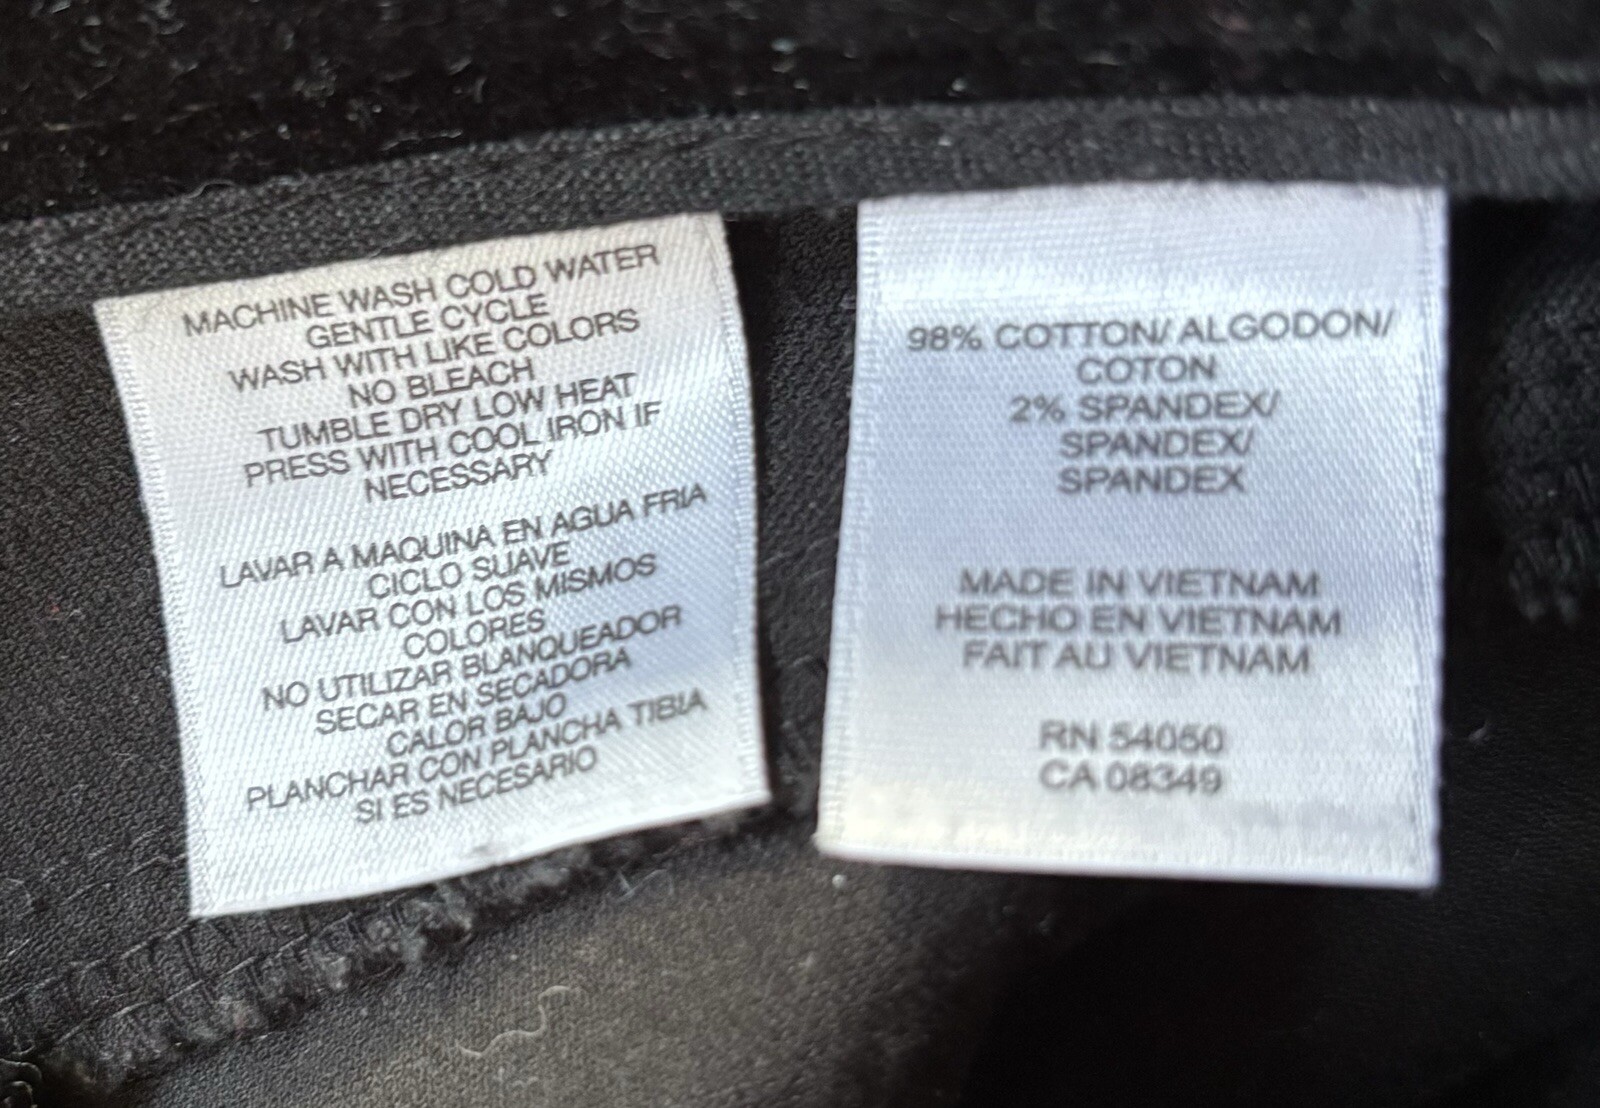 MACHINE WASH COLD WATER
GENTLE CYCLE
WASH WITH LIKE COLORS
NO BLEACH
TUMBLE DRY LOW HEAT
PRESS WITH COOL IRON IF
NECESSARY
LAVAR A MAQUINA EN AGUA FRIA
CICLO SUAVE
LAVAR CON LOS MISMOS
COLORES
NO UTILIZAR BLANQUEADOR
SECAR EN SECADORA
CALOR BAJO
PLANCHAR CON PLANCHA TIBIA
SI ES NECESARIO
98% COTTON/ ALGODON/
COTON
2% SPANDEX/
SPANDEX/
SPANDEX
MADE IN VIETNAM
HECHO EN VIETNAM
FAIT AU VIETNAM
RN 54050
CA 08349